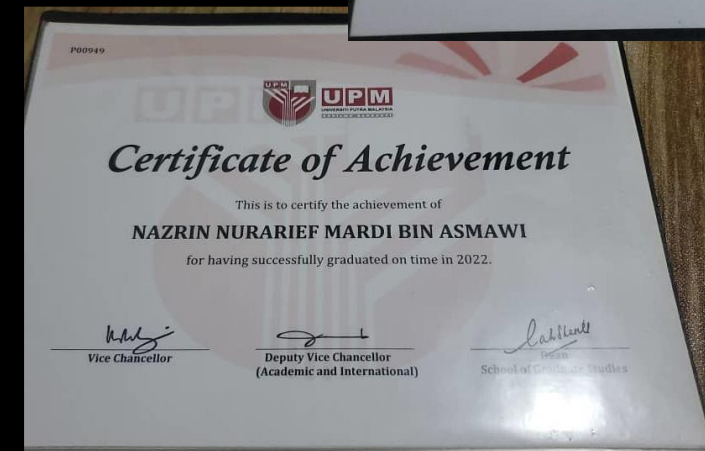 P00949
UPM
UPM
UNIVERSITI PUTRA MALAYSIA
Certificate of Achievement
This is to certify the achievement of
NAZRIN NURARIEF MARDI BIN ASMAWI
for having successfully graduated on time in 2022.
Vice Chancellor
Deputy Vice Chancellor
(Academic and International)
Dean
School of Graduate Studies